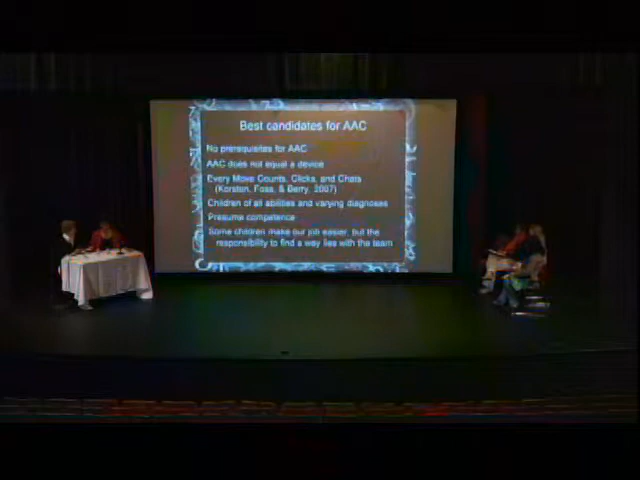 Best candidates for AAC
No prerequisites for AAC
AAC does not equal a device
Every Move Counts, Clicks, and Chats
(Korsten, Foss, & Berry, 2007)
Children of all abilities and varying diagnoses
Presume competence
Some children make our job easier, but the
responsibility to find a way lies with the team